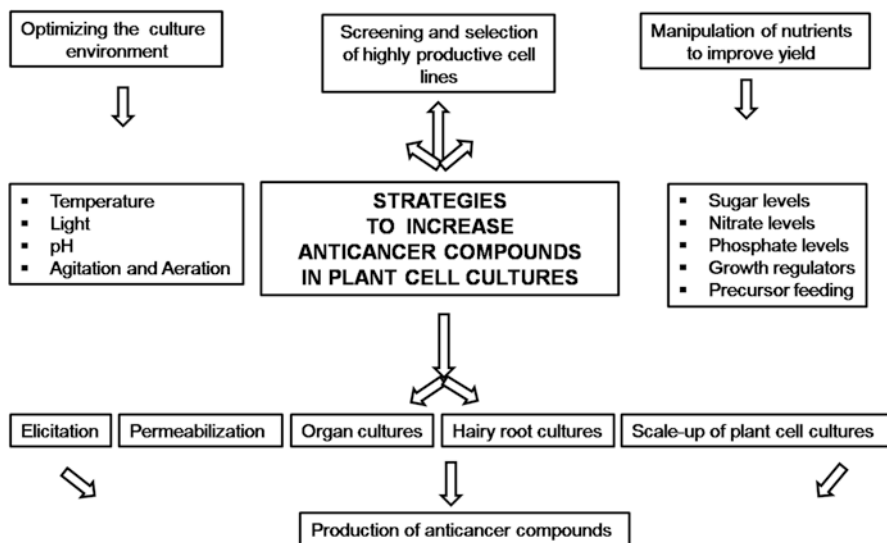 Optimizing the culture
environment
Screening and selection
of highly productive cell
lines
Manipulation of nutrients
to improve yield
▪ Temperature
▪ Light
▪ pH
▪ Agitation and Aeration
STRATEGIES
TO INCREASE
ANTICANCER COMPOUNDS
IN PLANT CELL CULTURES
▪ Sugar levels
▪ Nitrate levels
▪ Phosphate levels
▪ Growth regulators
▪ Precursor feeding
Elicitation
Permeabilization
Organ cultures
Hairy root cultures
Scale-up of plant cell cultures
Production of anticancer compounds